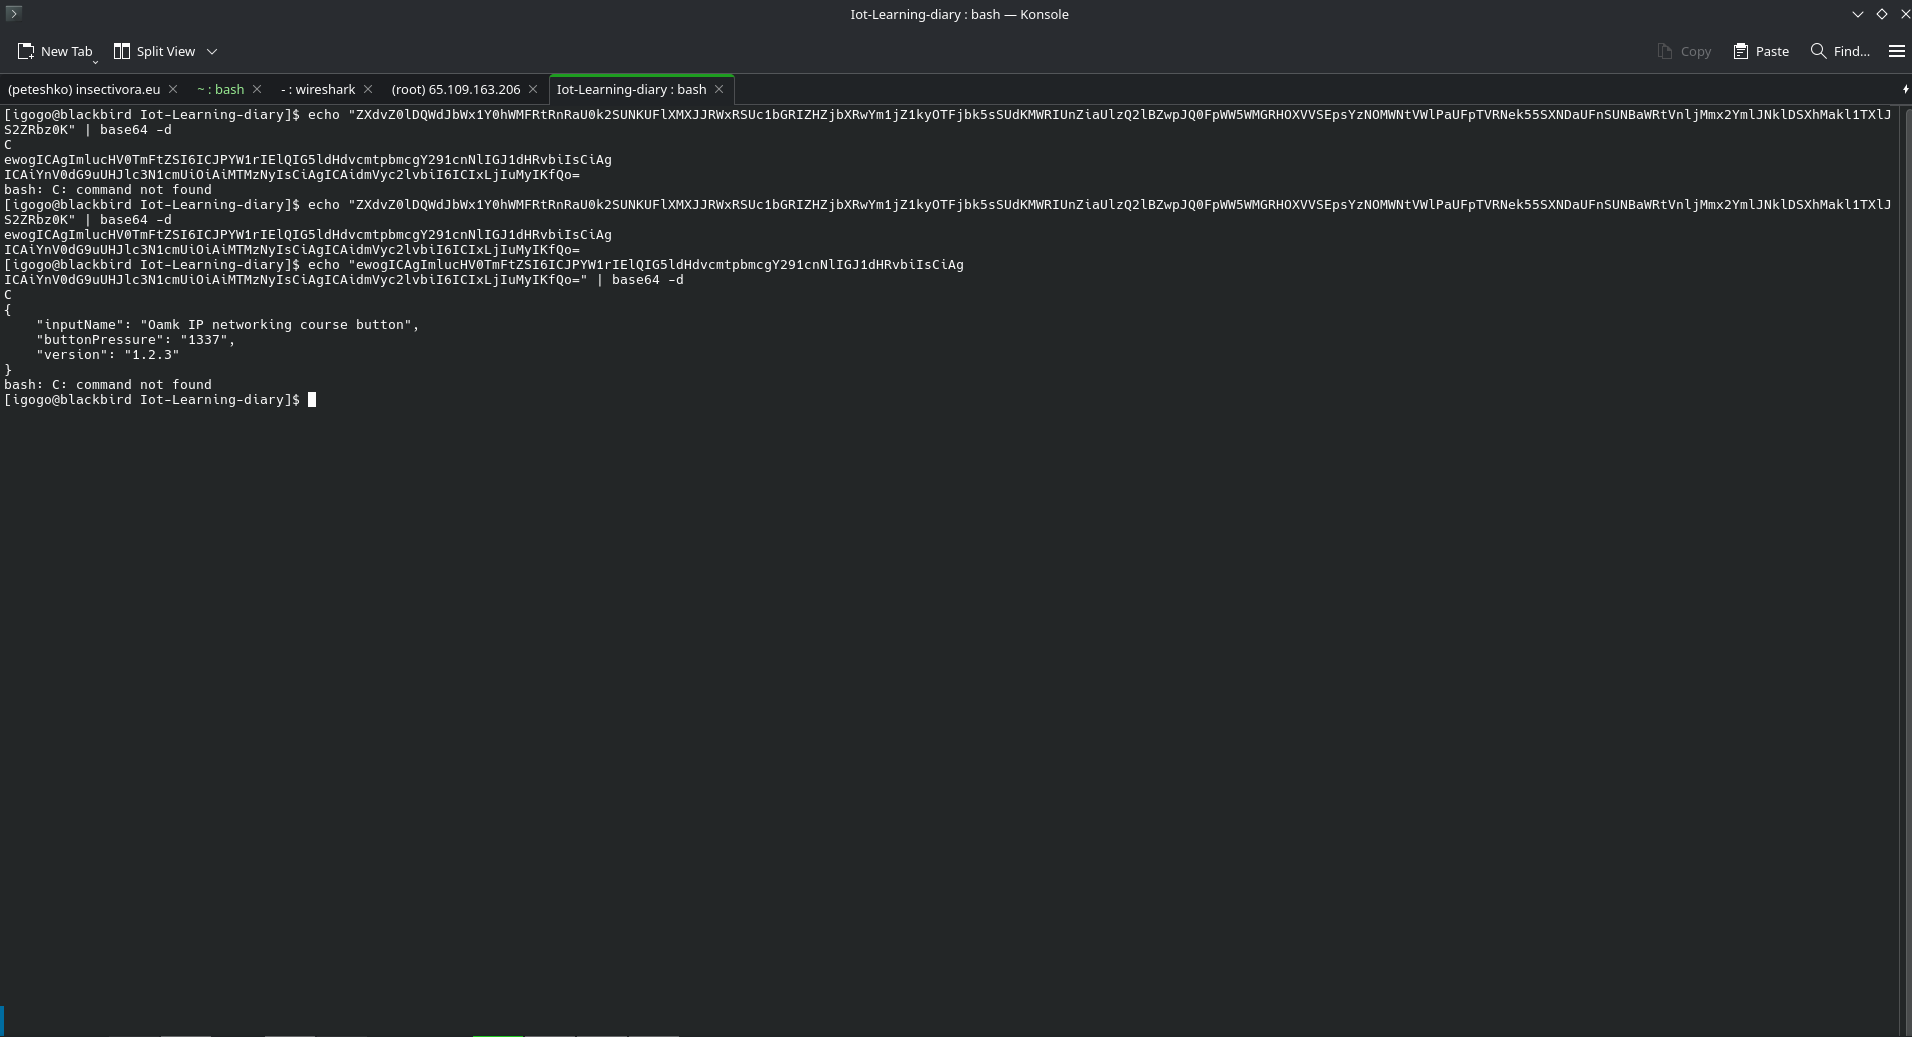 Iot-Learning-diary : bash — Konsole
New Tab
Split View
Copy
Paste
Find...
(peteshko) insectivora.eu
~ : bash
- : wireshark
(root) 65.109.163.206
Iot-Learning-diary : bash
[igogo@blackbird Iot-Learning-diary]$ echo "ZXdvZ0lDQWdJbWx1Y0hWMFRtRnRaU0k2SUNKUFlXMXJJRWxRSUc1bGRIZHZjbXRwYm1jZ1kyOTFjbk5sSUdKMWRIUnZiaUlzQ2lBZwpJQ0FpWW5WMGRHOXVVSEpsYzNOMWNtVWlPaUFpTVRNek55SXNDaUFnSUNBaWRtVnljMmx2YmlJNklDSXhMakl1TXlJ
S2ZRbz0K" | base64 -d
C
ewogICAgImlucHV0TmFtZSI6ICJPYW1rIElQIG5ldHdvcmtpbmcgY291cnNlIGJ1dHRvbiIsCiAg
ICAiYnV0dG9uUHJlc3N1cmUiOiAiMTMzNyIsCiAgICAidmVyc2lvbiI6ICIxLjIuMyIKfQo=
bash: C: command not found
[igogo@blackbird Iot-Learning-diary]$ echo "ZXdvZ0lDQWdJbWx1Y0hWMFRtRnRaU0k2SUNKUFlXMXJJRWxRSUc1bGRIZHZjbXRwYm1jZ1kyOTFjbk5sSUdKMWRIUnZiaUlzQ2lBZwpJQ0FpWW5WMGRHOXVVSEpsYzNOMWNtVWlPaUFpTVRNek55SXNDaUFnSUNBaWRtVnljMmx2YmlJNklDSXhMakl1TXlJ
S2ZRbz0K" | base64 -d
ewogICAgImlucHV0TmFtZSI6ICJPYW1rIElQIG5ldHdvcmtpbmcgY291cnNlIGJ1dHRvbiIsCiAg
ICAiYnV0dG9uUHJlc3N1cmUiOiAiMTMzNyIsCiAgICAidmVyc2lvbiI6ICIxLjIuMyIKfQo=
[igogo@blackbird Iot-Learning-diary]$ echo "ewogICAgImlucHV0TmFtZSI6ICJPYW1rIElQIG5ldHdvcmtpbmcgY291cnNlIGJ1dHRvbiIsCiAg
ICAiYnV0dG9uUHJlc3N1cmUiOiAiMTMzNyIsCiAgICAidmVyc2lvbiI6ICIxLjIuMyIKfQo=" | base64 -d
C
{
    "inputName": "Oamk IP networking course button",
    "buttonPressure": "1337",
    "version": "1.2.3"
}
bash: C: command not found
[igogo@blackbird Iot-Learning-diary]$